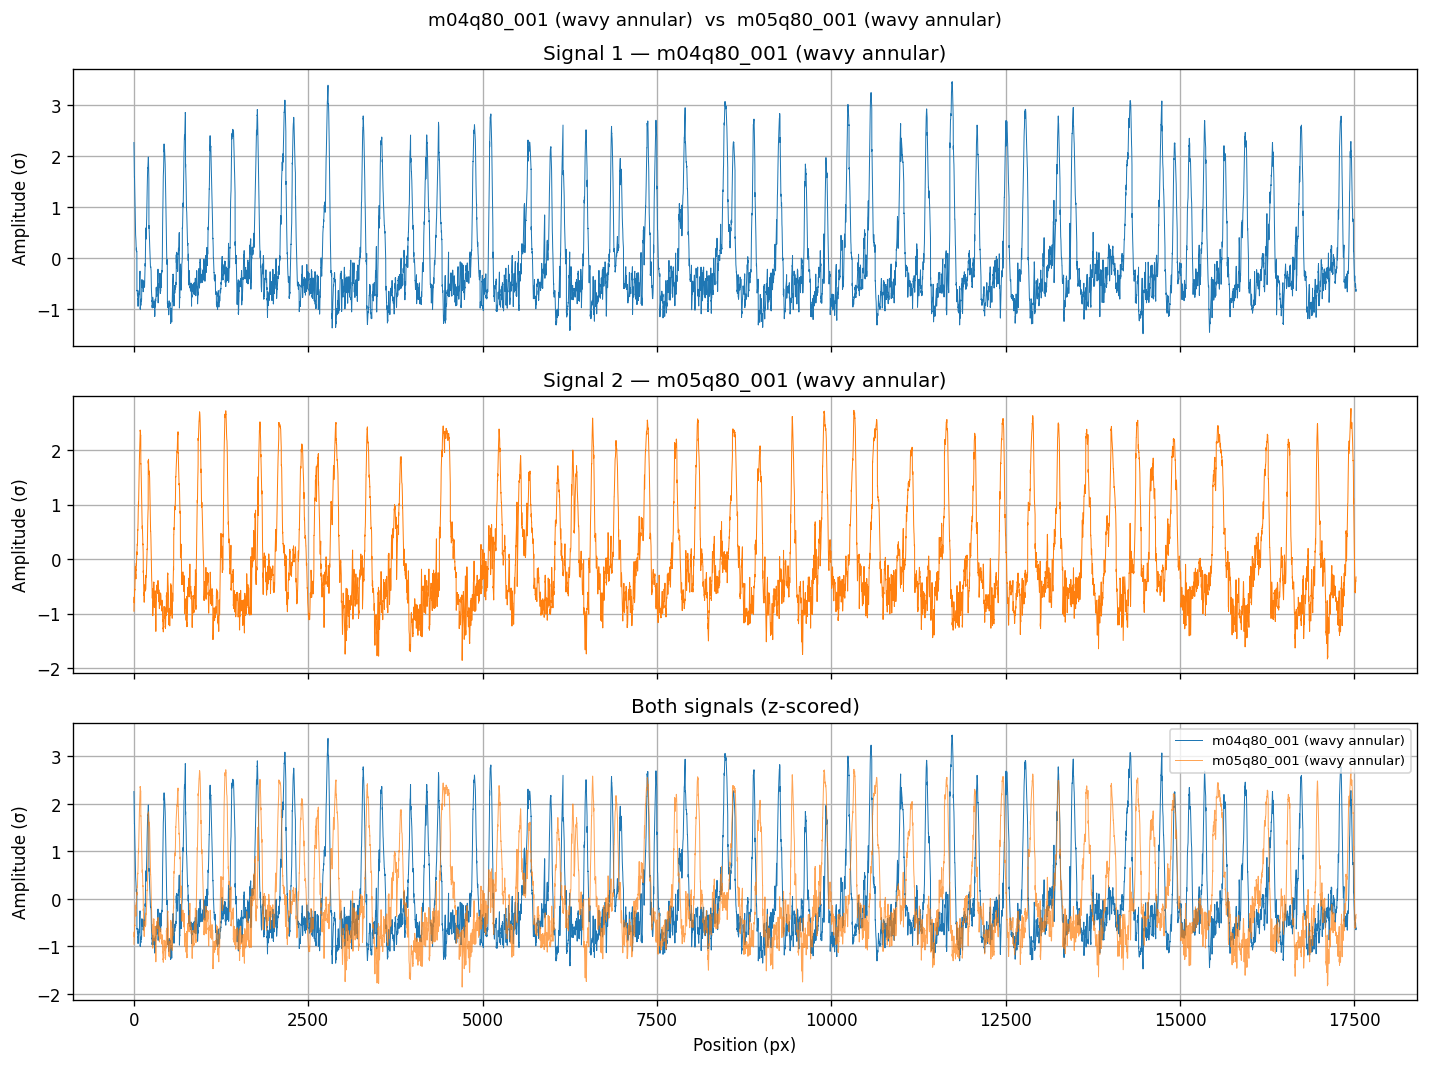 m04q80_001 (wavy annular)  vs  m05q80_001 (wavy annular)
Signal 1 — m04q80_001 (wavy annular)
Amplitude (σ)
3
2
1
0
−1
Signal 2 — m05q80_001 (wavy annular)
Amplitude (σ)
2
1
0
−1
−2
Both signals (z-scored)
m04q80_001 (wavy annular)
m05q80_001 (wavy annular)
Amplitude (σ)
3
2
1
0
−1
−2
0 2500 5000 7500 10000 12500 15000 17500
Position (px)